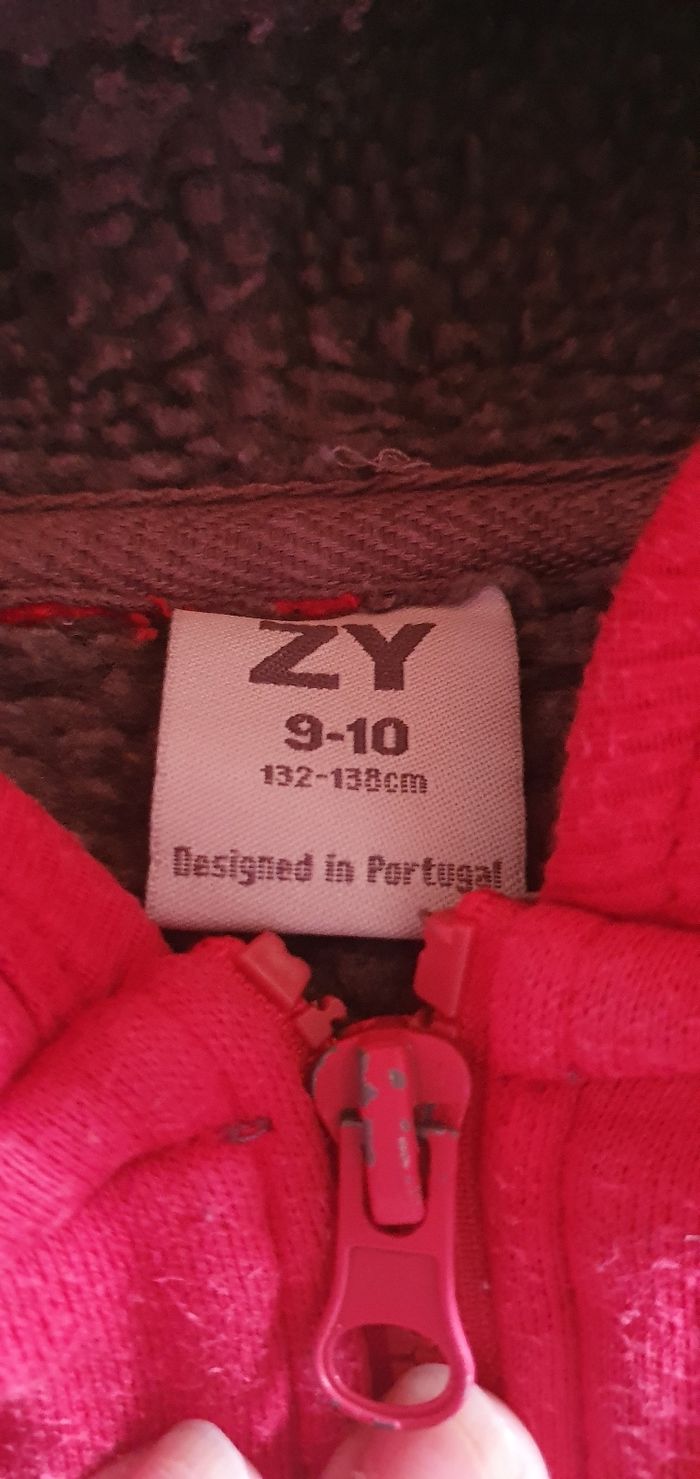 ZY
9-10
132-138cm
Designed in Portugal